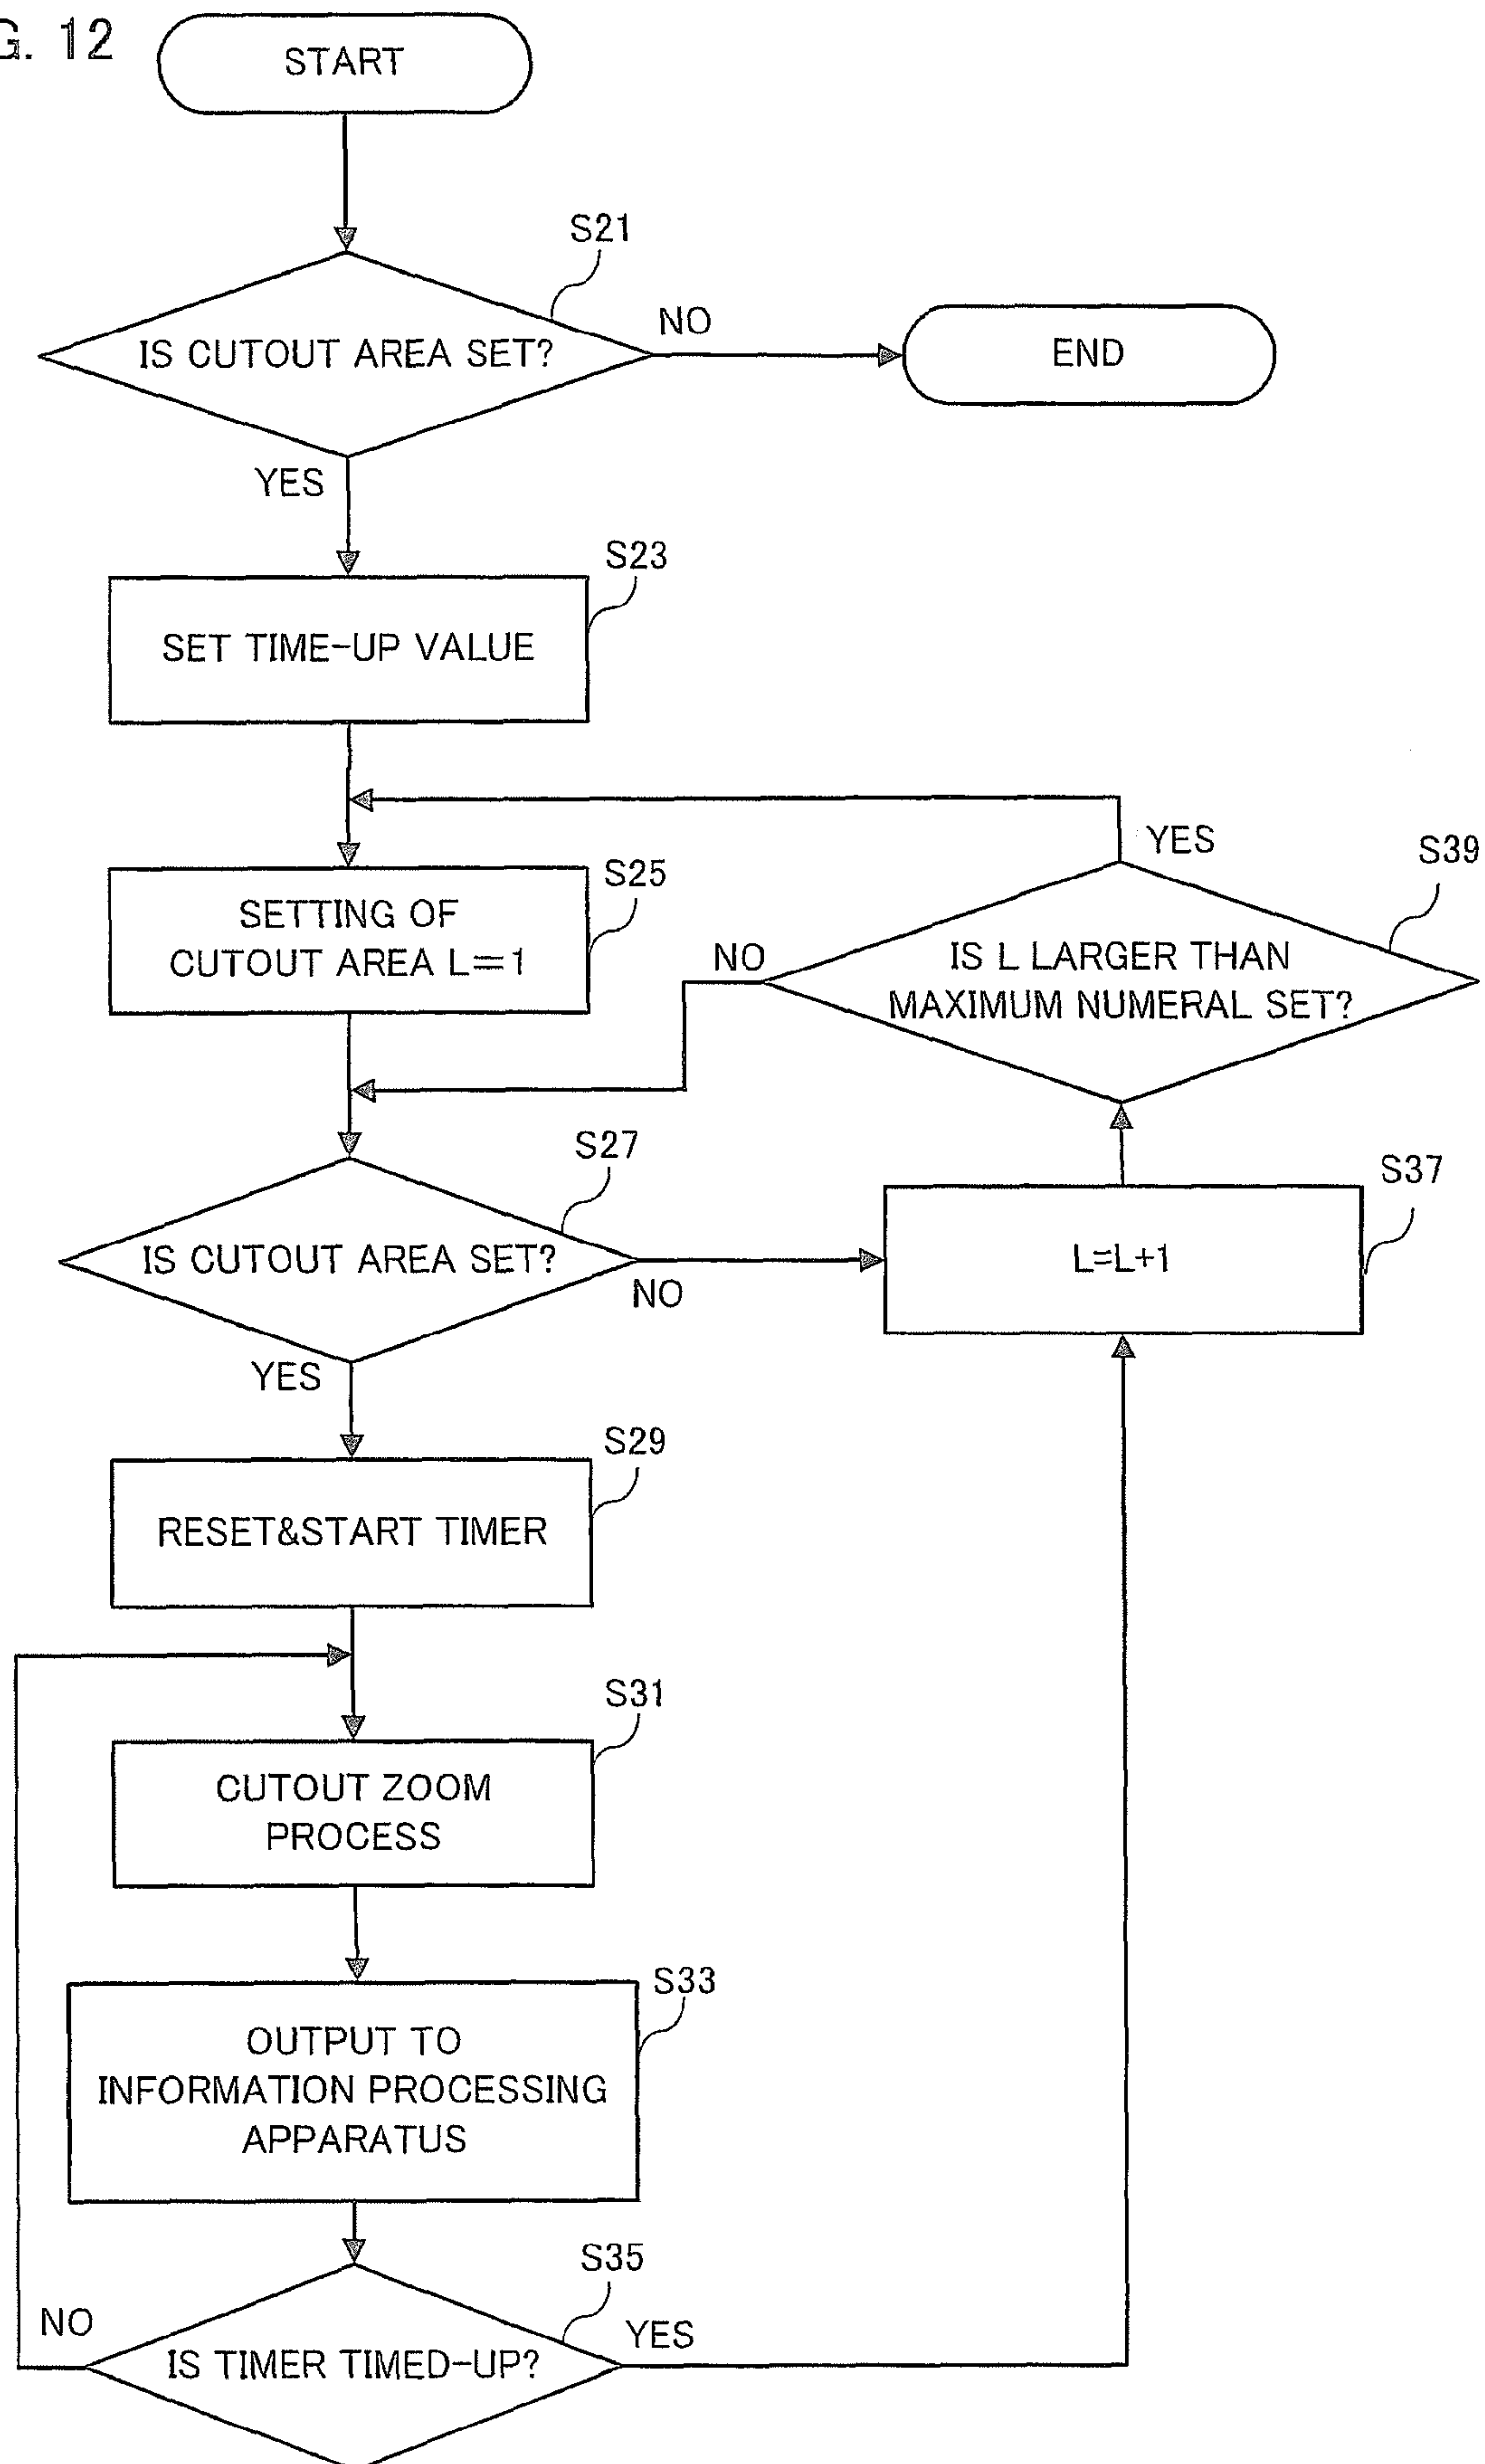 G. 12
START
S21
IS CUTOUT AREA SET?
NO
END
YES
S23
SET TIME-UP VALUE
YES
S39
S25
SETTING OF
CUTOUT AREA L=1
NO
IS L LARGER THAN
MAXIMUM NUMERAL SET?
S27
S37
IS CUTOUT AREA SET?
NO
L=L+1
YES
S29
RESET&START TIMER
S31
CUTOUT ZOOM
PROCESS
S33
OUTPUT TO
INFORMATION PROCESSING
APPARATUS
S35
NO
YES
IS TIMER TIMED-UP?